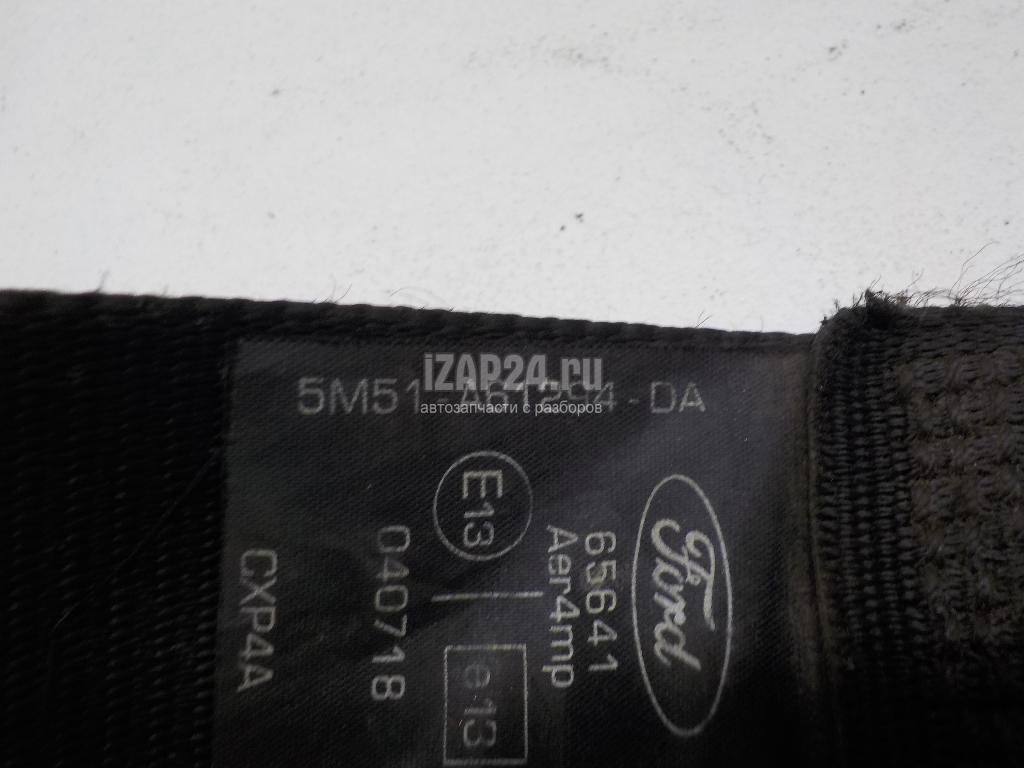 iZAP24.ru
автозапчасти с разборов
5M51-A61294-DA
Ford
65641
Aer4mp
E13
e13
040718
CXP4A